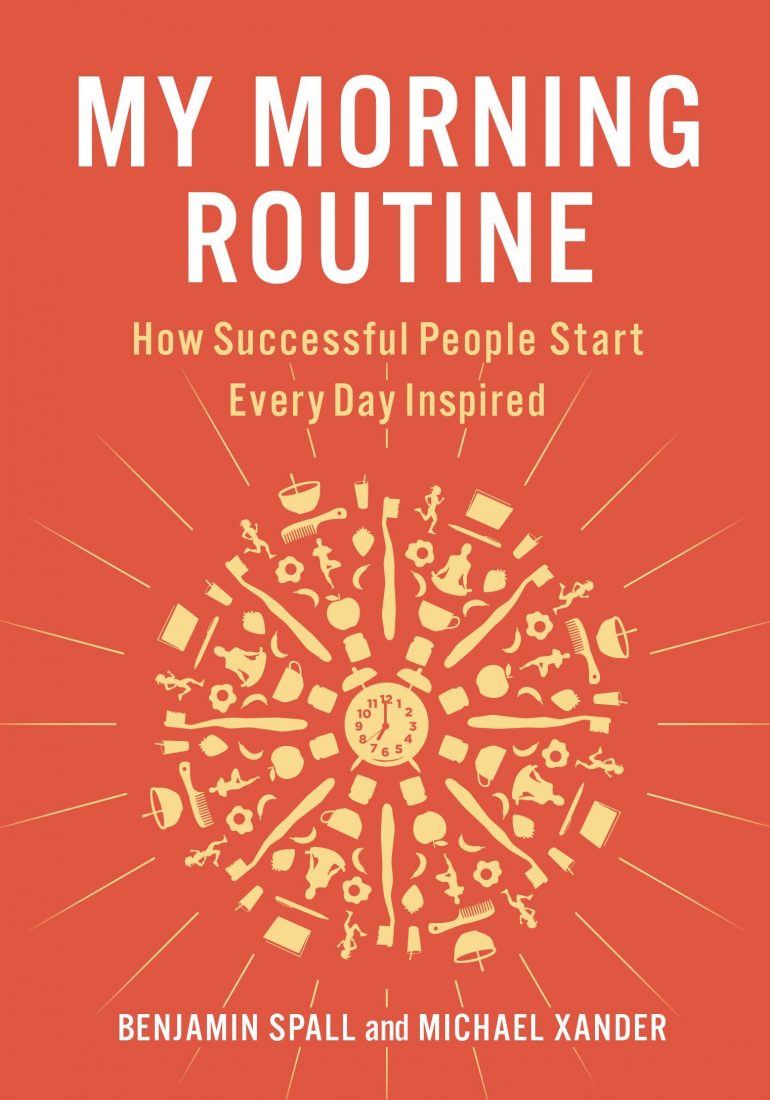 MY MORNING
ROUTINE
How Successful People Start
Every Day Inspired
12
11 1
10 2
9 3
8 4
7 6 5
BENJAMIN SPALL and MICHAEL XANDER